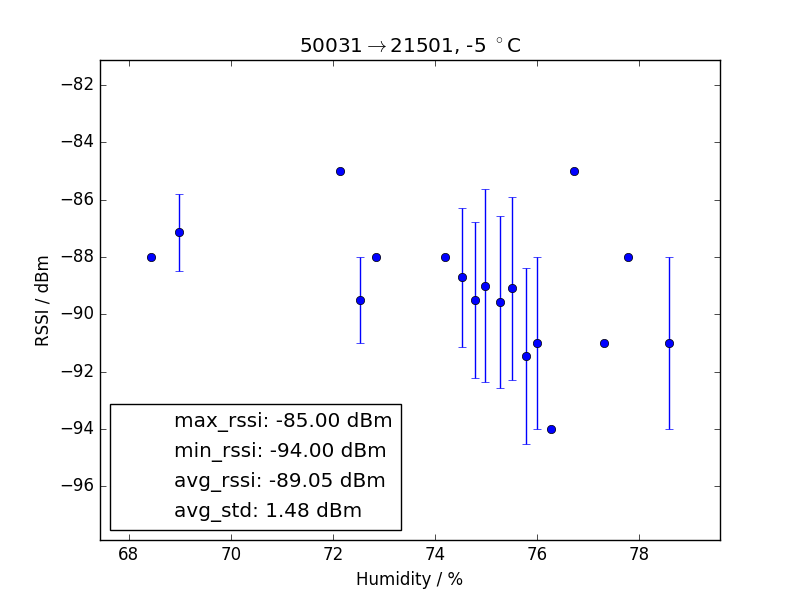 50031→21501, -5 °C
−82
−84
−86
−88
−90
−92
−94
−96
RSSI / dBm
max_rssi: -85.00 dBm
min_rssi: -94.00 dBm
avg_rssi: -89.05 dBm
avg_std: 1.48 dBm
68 70 72 74 76 78
Humidity / %